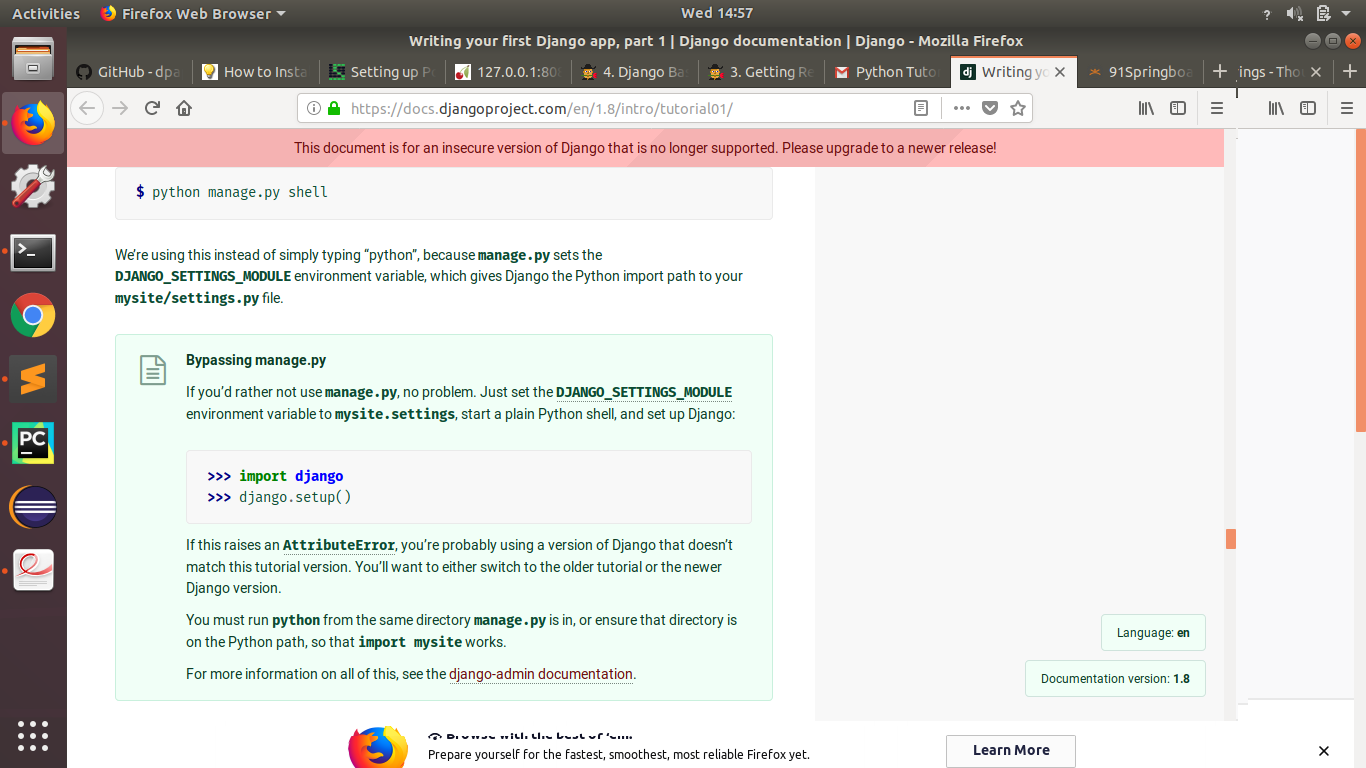 Activities
Firefox Web Browser
Wed 14:57
Writing your first Django app, part 1 | Django documentation | Django - Mozilla Firefox
GitHub - dpa
How to Insta
Setting up P
127.0.0.1:80
4. Django Ba
3. Getting Re
Python Tuto
Writing yo
91Springboa
ings - Tho
https://docs.djangoproject.com/en/1.8/intro/tutorial01/
This document is for an insecure version of Django that is no longer supported. Please upgrade to a newer release!
$ python manage.py shell
We're using this instead of simply typing “python”, because manage.py sets the
DJANGO_SETTINGS_MODULE environment variable, which gives Django the Python import path to your
mysite/settings.py file.
Bypassing manage.py
If you'd rather not use manage.py, no problem. Just set the DJANGO_SETTINGS_MODULE
environment variable to mysite.settings, start a plain Python shell, and set up Django:
>>> import django
>>> django.setup()
If this raises an AttributeError, you're probably using a version of Django that doesn't
match this tutorial version. You'll want to either switch to the older tutorial or the newer
Django version.
You must run python from the same directory manage.py is in, or ensure that directory is
on the Python path, so that import mysite works.
For more information on all of this, see the django-admin documentation.
Language: en
Documentation version: 1.8
Browse with the best of
Prepare yourself for the fastest, smoothest, most reliable Firefox yet.
Learn More
PC
dj